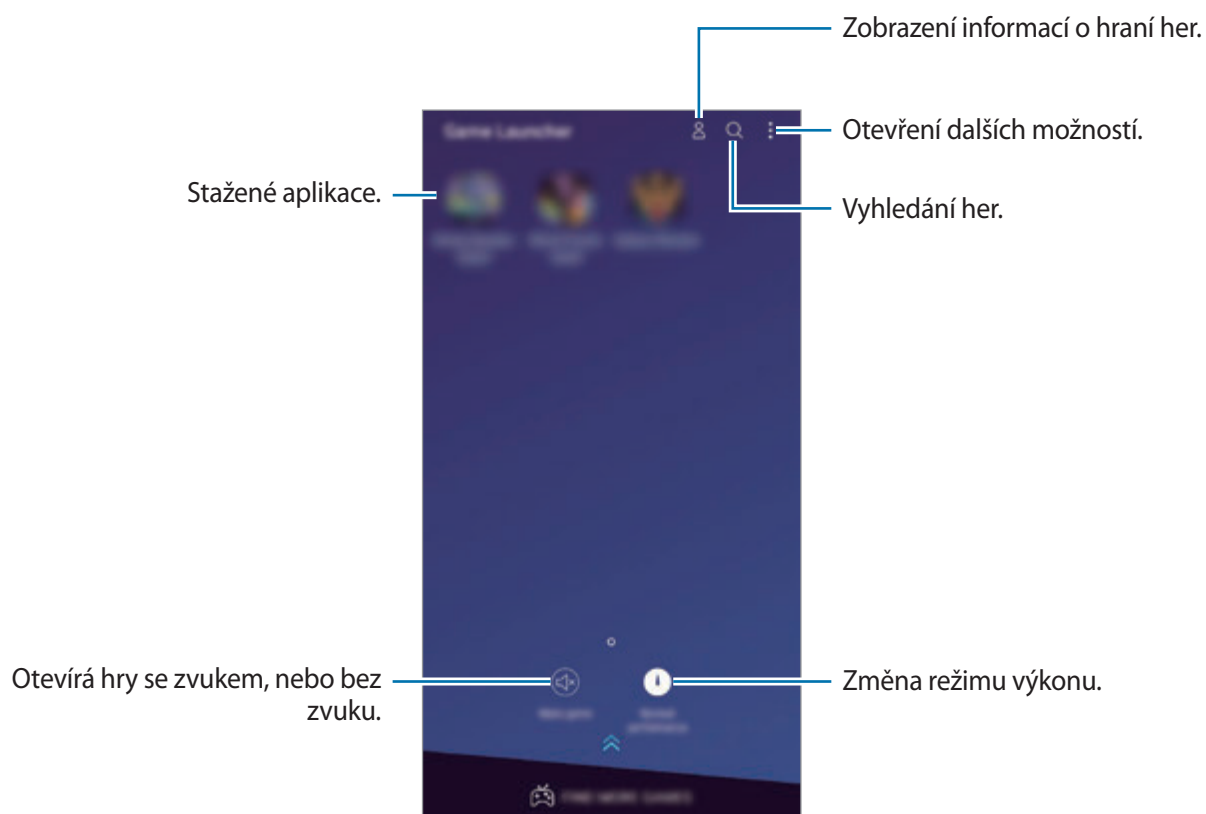 Zobrazení informací o hraní her.
Game Launcher
Otevření dalších možností.
Stažené aplikace.
Vyhledání her.
Otevírá hry se zvukem, nebo bez
zvuku.
Změna režimu výkonu.
FIND MORE GAMES